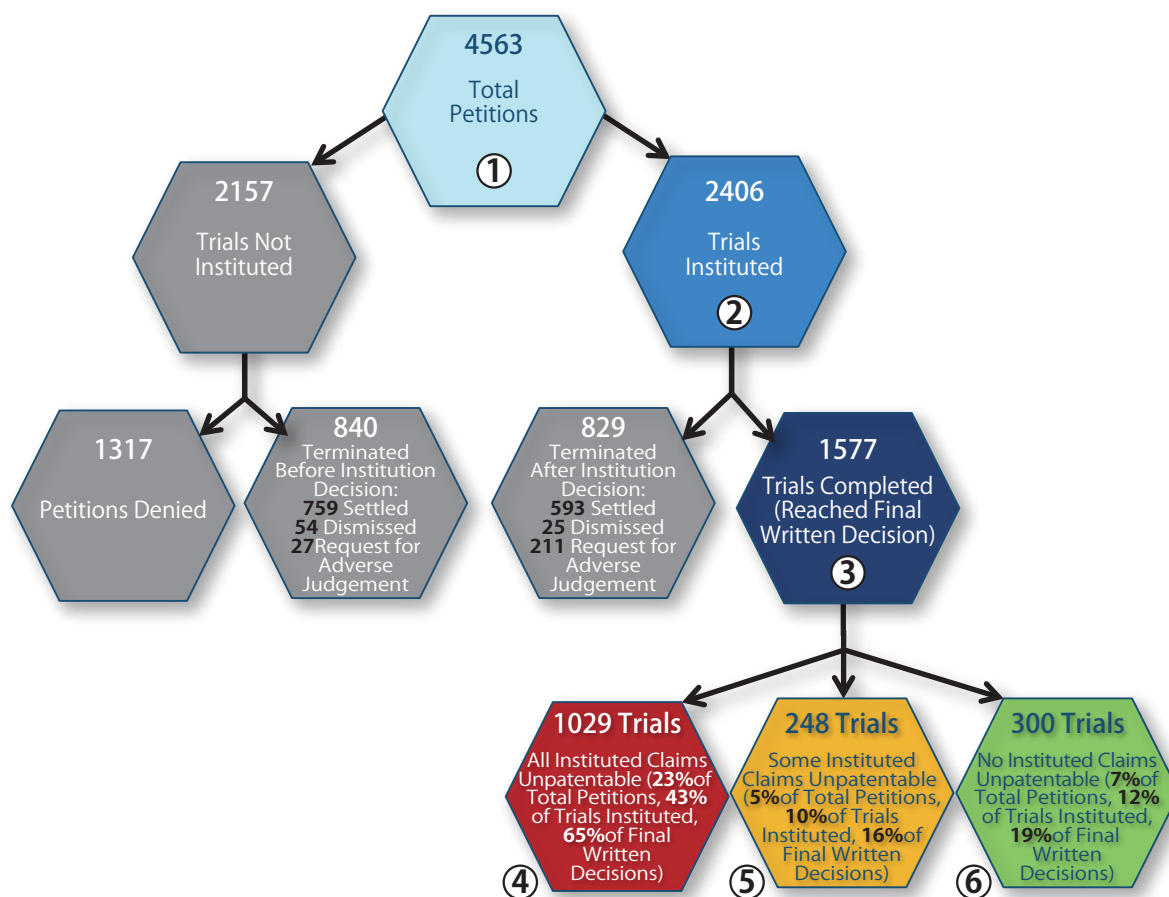 4563
Total
Petitions
1
2157
Trials Not
Instituted
2406
Trials
Instituted
2
1317
Petitions Denied
840
Terminated
Before Institution
Decision:
759 Settled
54 Dismissed
27Request for
Adverse
Judgement
829
Terminated
After Institution
Decision:
593 Settled
25 Dismissed
211 Request for
Adverse
Judgement
1577
Trials Completed
(Reached Final
Written Decision)
3
1029 Trials
All Instituted Claims
Unpatentable (23%of
Total Petitions, 43%
of Trials Instituted,
65%of Final
Written
Decisions)
4
248 Trials
Some Instituted
Claims Unpatentable
(5%of Total Petitions,
10%of Trials
Instituted, 16%of
Final Written
Decisions)
5
300 Trials
No Instituted Claims
Unpatentable (7%of
Total Petitions, 12%
of Trials Instituted,
19%of Final
Written
Decisions)
6